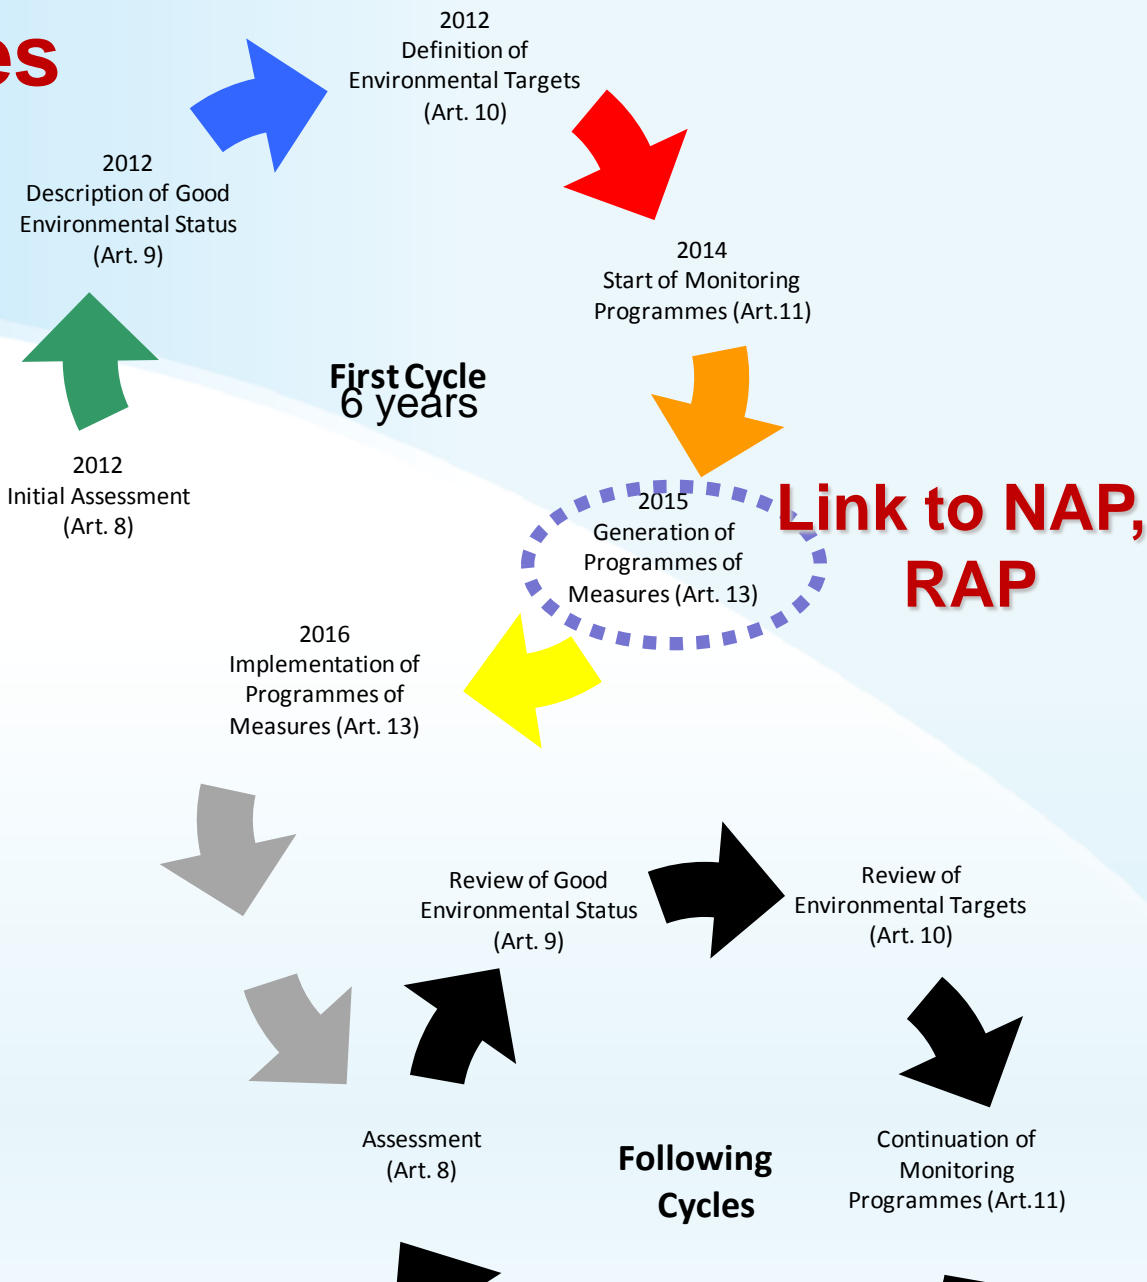 es
2012
Definition of
Environmental Targets
(Art. 10)
2012
Description of Good
Environmental Status
(Art. 9)
2014
Start of Monitoring
Programmes (Art.11)
First Cycle
6 years
2012
Initial Assessment
(Art. 8)
2015
Generation of
Programmes of
Measures (Art. 13)
Link to NAP,
RAP
2016
Implementation of
Programmes of
Measures (Art. 13)
Review of Good
Environmental Status
(Art. 9)
Review of
Environmental Targets
(Art. 10)
Assessment
(Art. 8)
Following
Cycles
Continuation of
Monitoring
Programmes (Art.11)